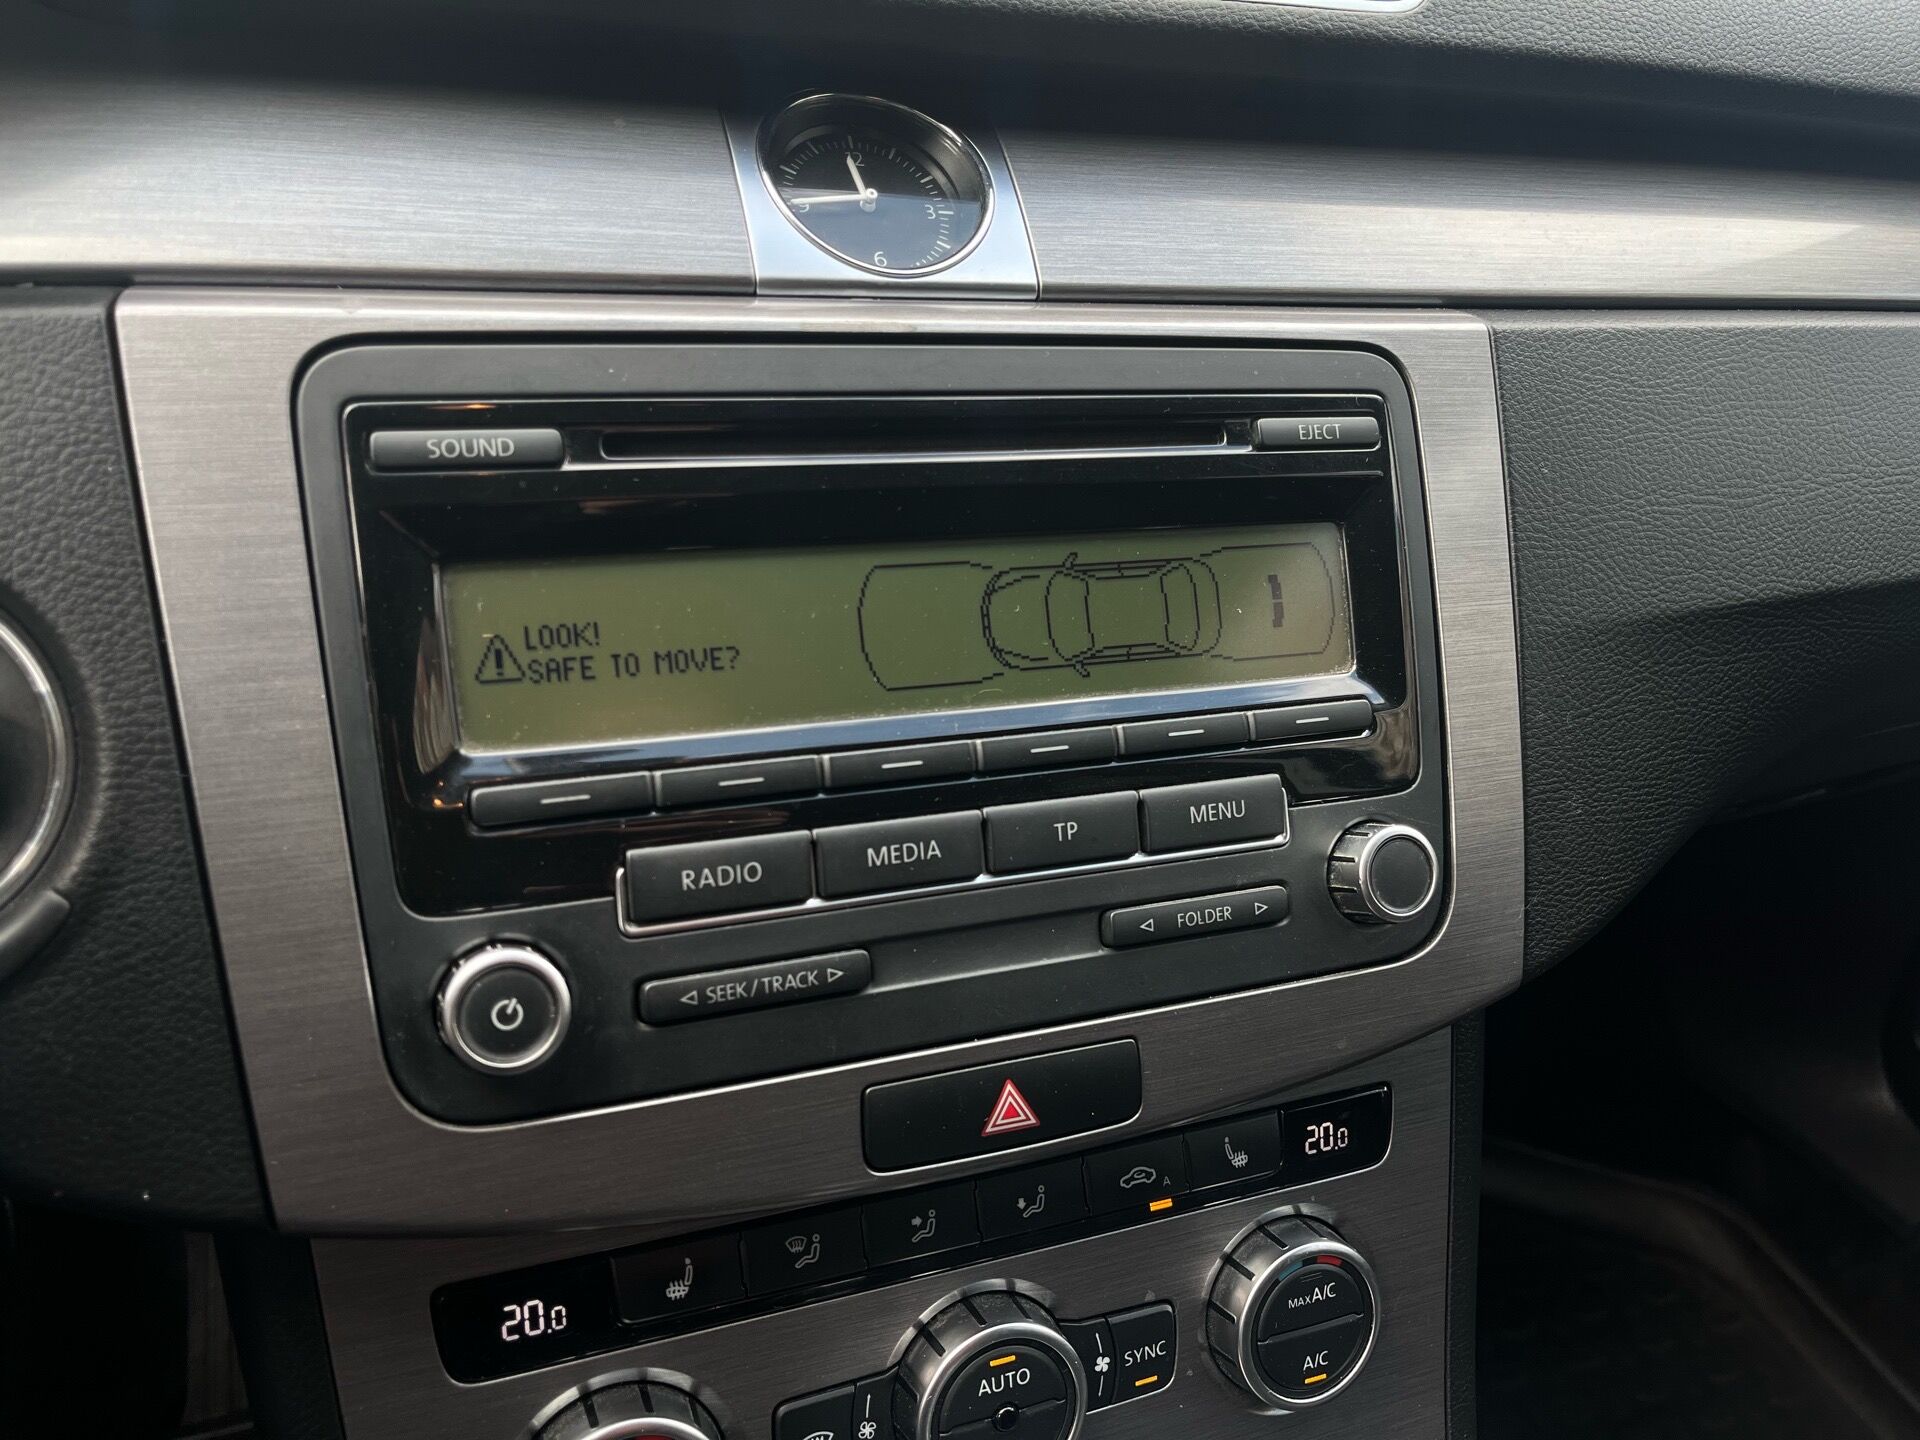 12
3
6
9
SOUND
EJECT
LOOK!
SAFE TO MOVE?
RADIO
MEDIA
TP
MENU
SEEK/TRACK
FOLDER
20.0
20.0
A
AUTO
SYNC
MAX A/C
A/C